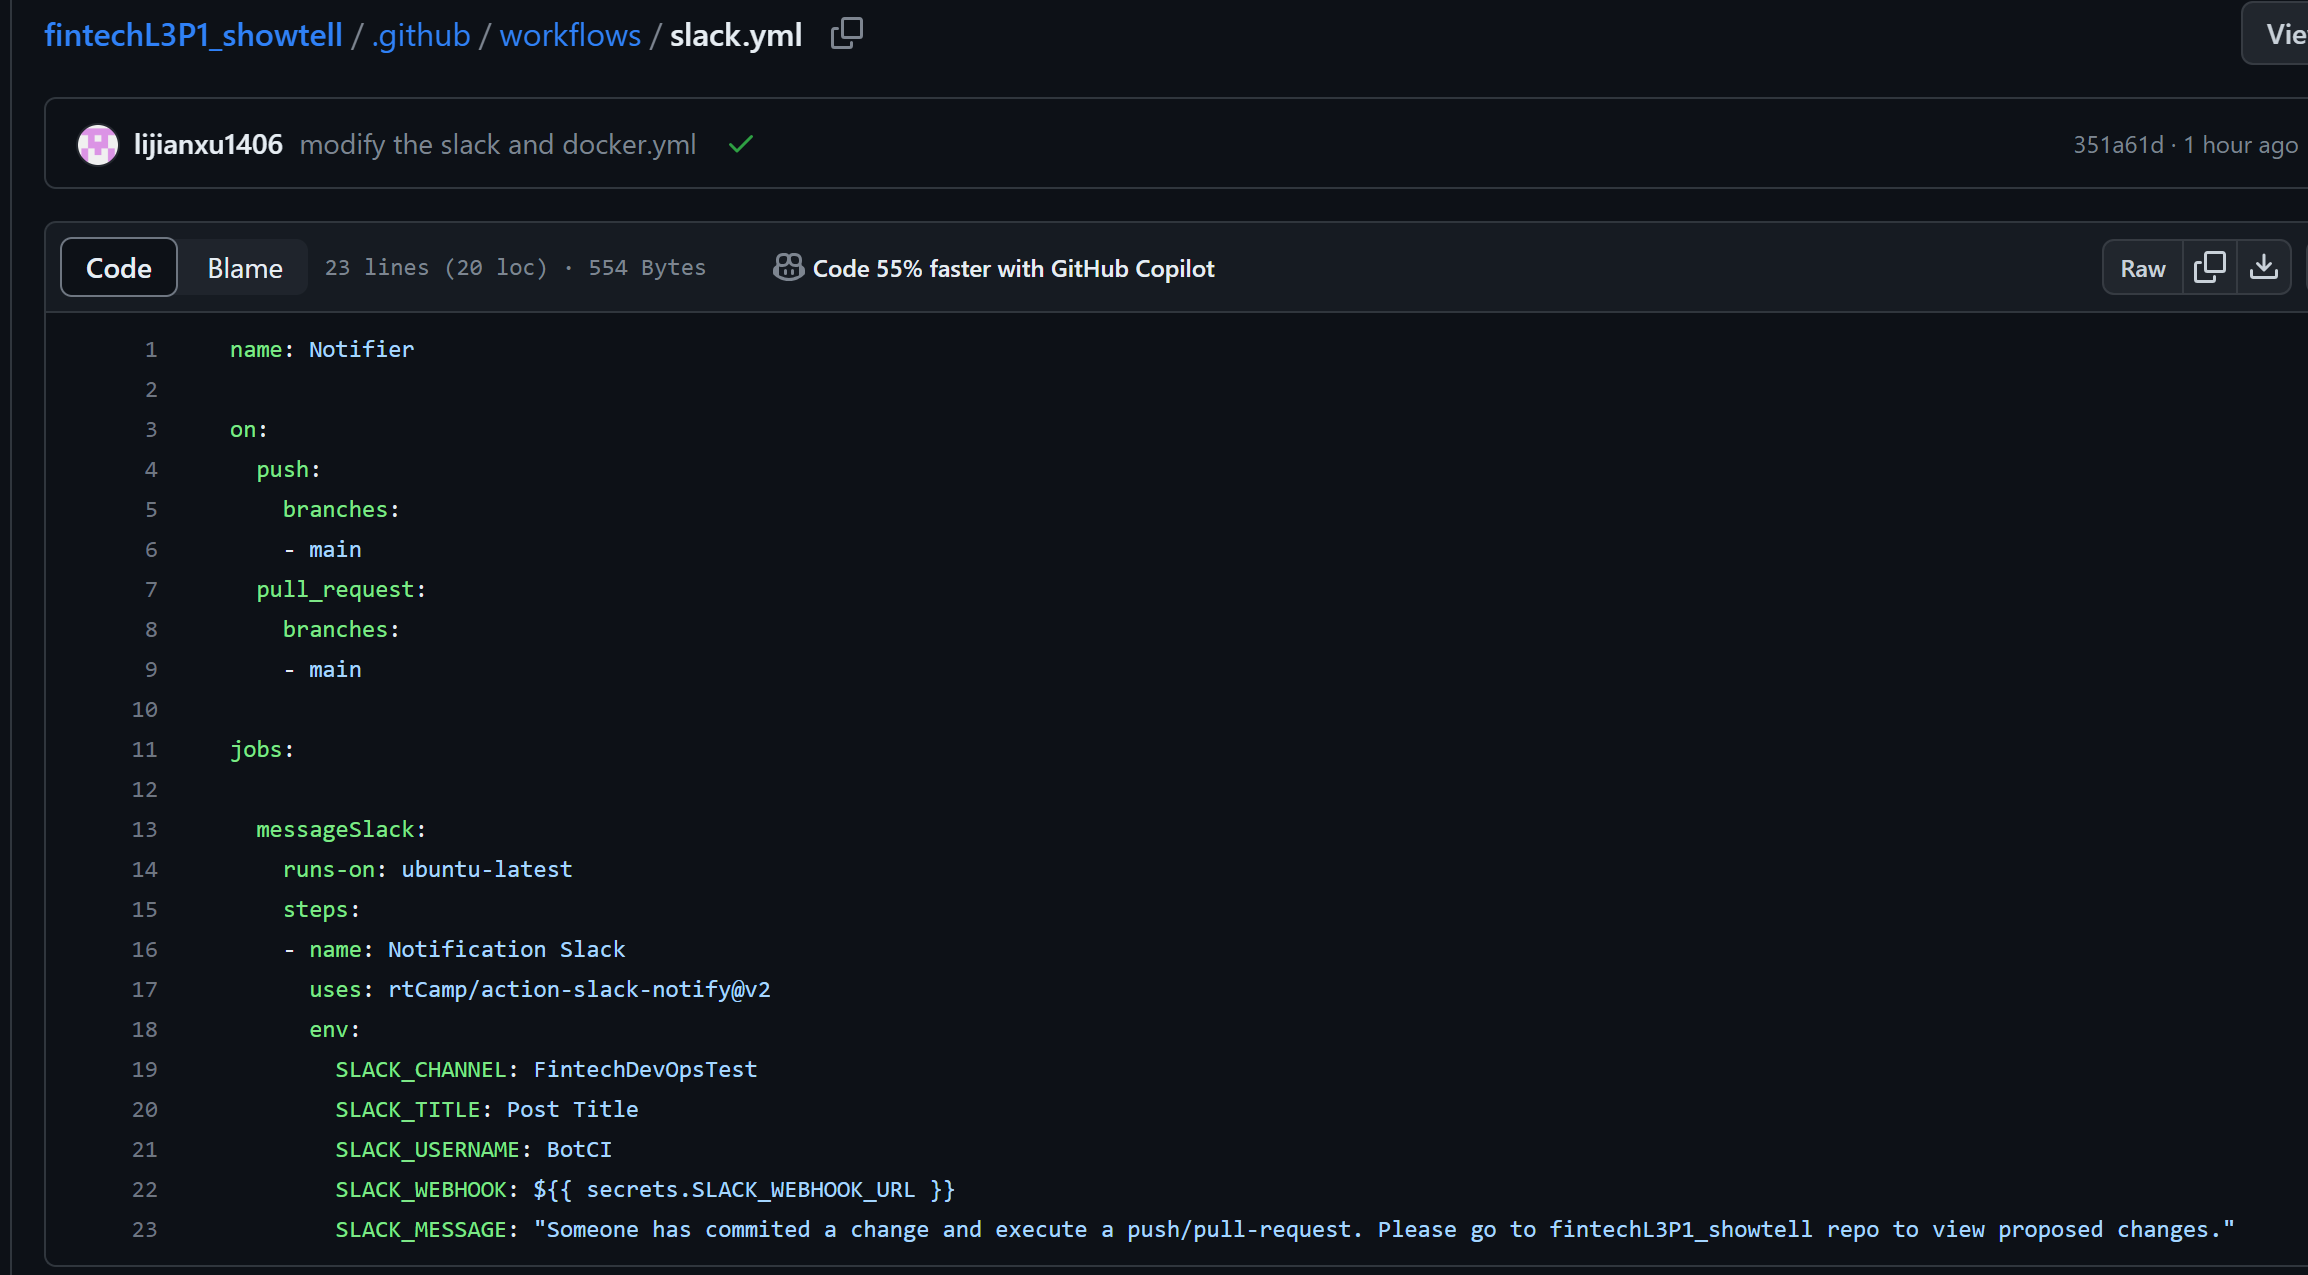 fintechL3P1_showtell / .github / workflows / slack.yml
lijianxu1406 modify the slack and docker.yml
351a61d · 1 hour ago
Code Blame 23 lines (20 loc) · 554 Bytes Code 55% faster with GitHub Copilot Raw
1 name: Notifier
2
3 on:
4   push:
5     branches:
6     - main
7   pull_request:
8     branches:
9     - main
10
11 jobs:
12
13   messageSlack:
14     runs-on: ubuntu-latest
15     steps:
16     - name: Notification Slack
17       uses: rtCamp/action-slack-notify@v2
18       env:
19         SLACK_CHANNEL: FintechDevOpsTest
20         SLACK_TITLE: Post Title
21         SLACK_USERNAME: BotCI
22         SLACK_WEBHOOK: ${{ secrets.SLACK_WEBHOOK_URL }}
23         SLACK_MESSAGE: "Someone has commited a change and execute a push/pull-request. Please go to fintechL3P1_showtell repo to view proposed changes."